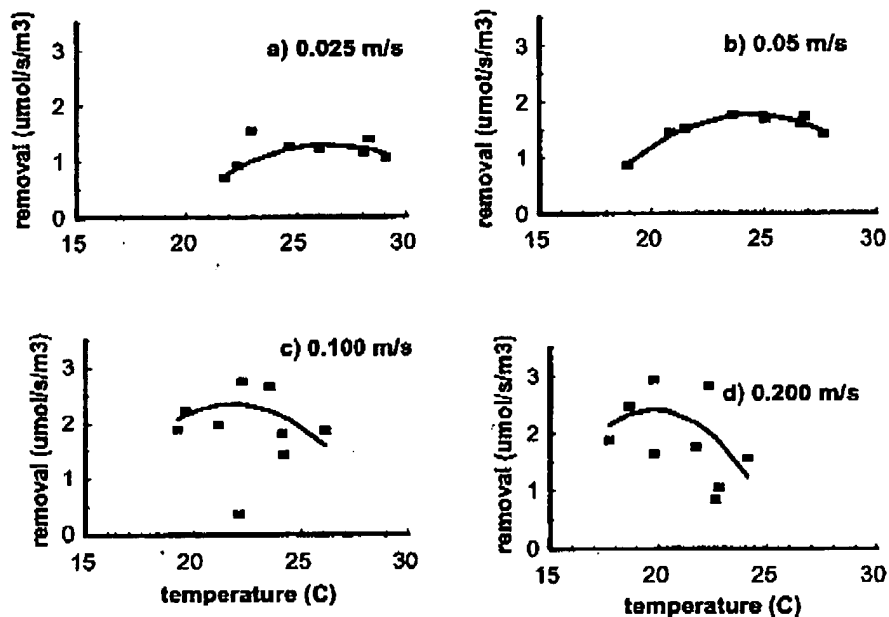 a) 0.025 m/s
removal (umol/s/m3)
3
2
1
0
15 20 25 30
b) 0.05 m/s
removal (umol/s/m3)
3
2
1
0
15 20 25 30
c) 0.100 m/s
removal (umol/s/m3)
3
2
1
0
15 20 25 30
temperature (C)
d) 0.200 m/s
removal (umol/s/m3)
3
2
1
0
15 20 25 30
temperature (C)